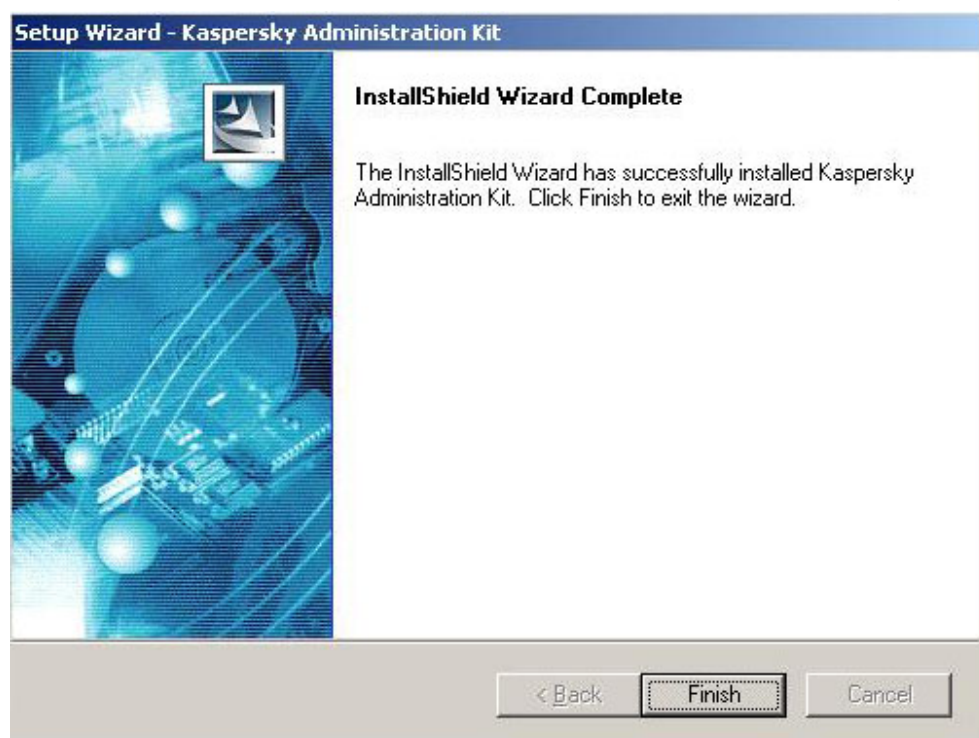 Setup Wizard - Kaspersky Administration Kit
InstallShield Wizard Complete
The InstallShield Wizard has successfully installed Kaspersky
Administration Kit. Click Finish to exit the wizard.
< Back
Finish
Cancel